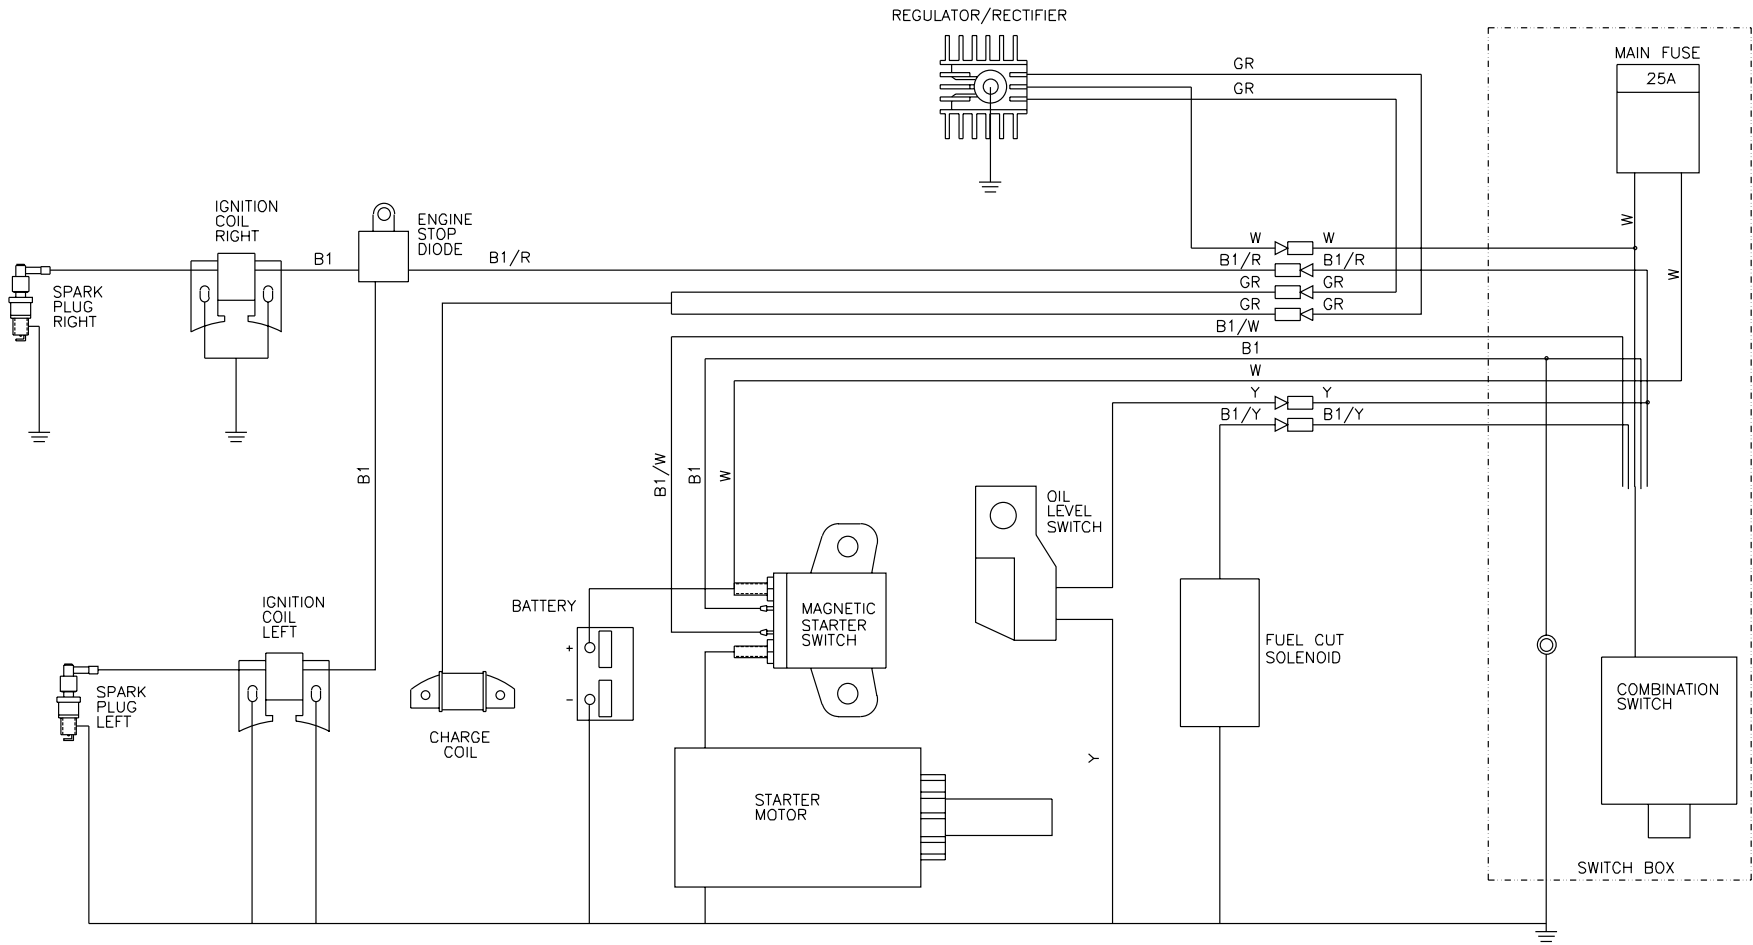 REGULATOR/RECTIFIER
MAIN FUSE
25A
GR
GR
IGNITION
COIL
RIGHT
ENGINE
STOP
DIODE
W
W
W
W
B1
B1/R
B1/R
B1/R
SPARK
PLUG
RIGHT
GR
GR
GR
GR
B1/W
B1
W
Y
Y
B1/Y
B1/Y
B1
B1/W
B1
W
OIL
LEVEL
SWITCH
IGNITION
COIL
LEFT
BATTERY
+
-
MAGNETIC
STARTER
SWITCH
FUEL CUT
SOLENOID
SPARK
PLUG
LEFT
COMBINATION
SWITCH
CHARGE
COIL
Y
STARTER
MOTOR
SWITCH BOX